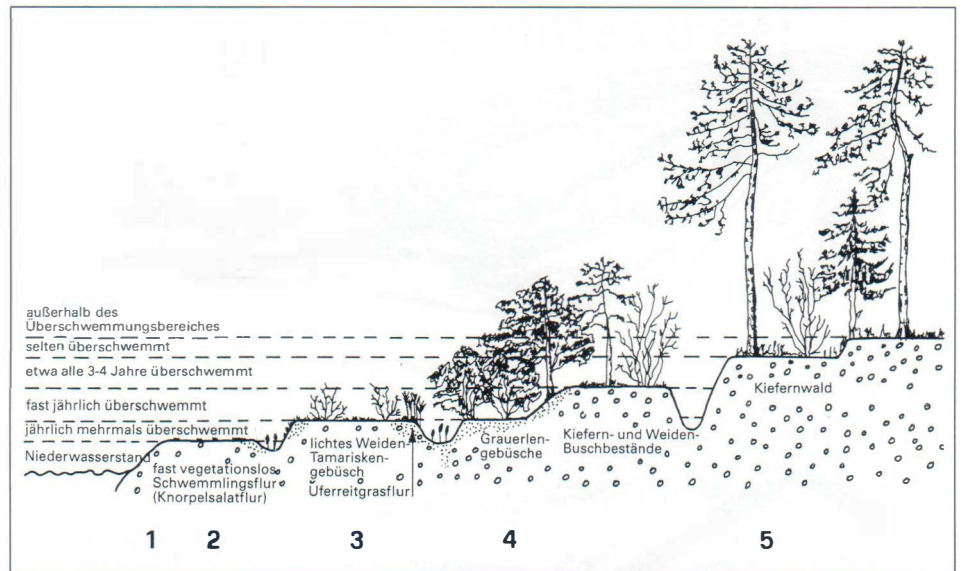 außerhalb des
Überschwemmungsbereiches
selten überschwemmt
etwa alle 3-4 Jahre überschwemmt
fast jährlich überschwemmt
jährlich mehrmals überschwemmt
Niederwasserstand
fast vegetationslos
Schwemmlingsflur
(Knorpelsalatflur)
lichtes Weiden-
Tamarisken-
gebüsch
Uferreitgrasflur
Grauerlen-
gebüsche
Kiefern- und Weiden-
Buschbestände
Kiefernwald
1 2 3 4 5